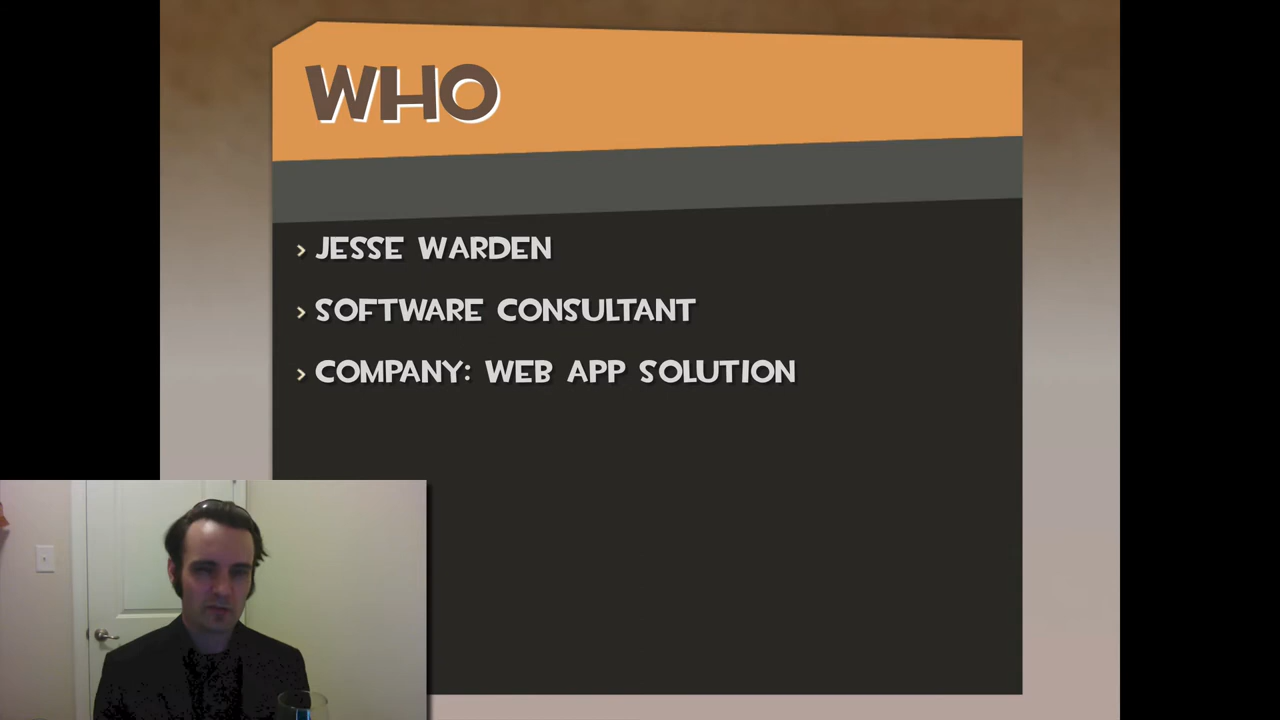 WHO
› JESSE WARDEN
› SOFTWARE CONSULTANT
› COMPANY: WEB APP SOLUTION